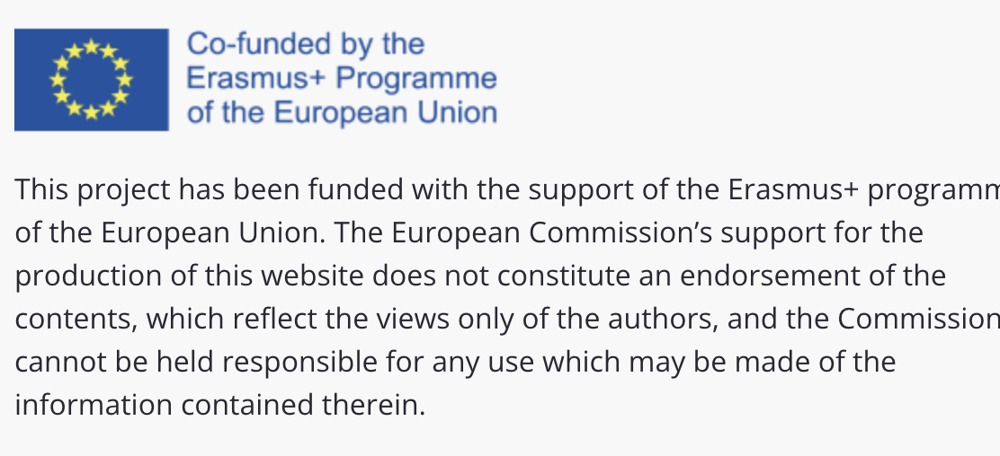 Co-funded by the
Erasmus+ Programme
of the European Union
This project has been funded with the support of the Erasmus+ programm
of the European Union. The European Commission’s support for the
production of this website does not constitute an endorsement of the
contents, which reflect the views only of the authors, and the Commission
cannot be held responsible for any use which may be made of the
information contained therein.